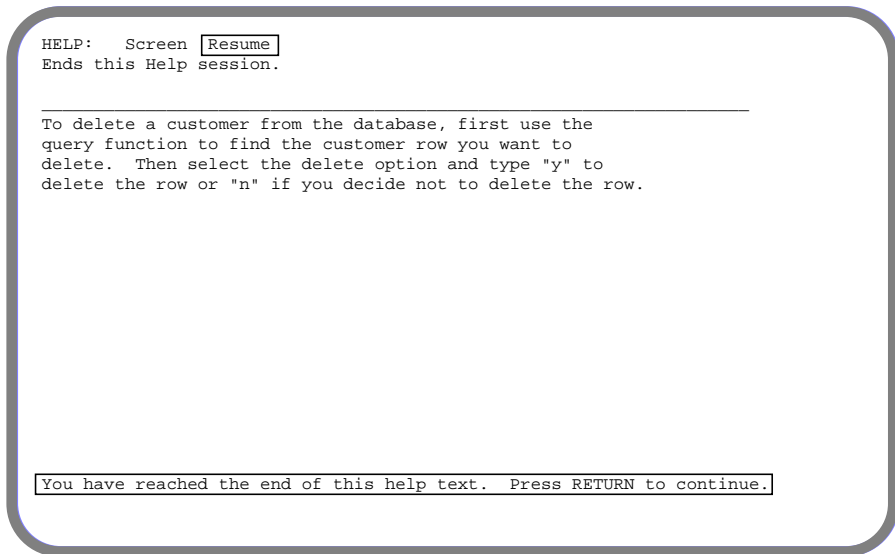 HELP: Screen Resume
Ends this Help session.
To delete a customer from the database, first use the
query function to find the customer row you want to
delete. Then select the delete option and type "y" to
delete the row or "n" if you decide not to delete the row.
You have reached the end of this help text. Press RETURN to continue.